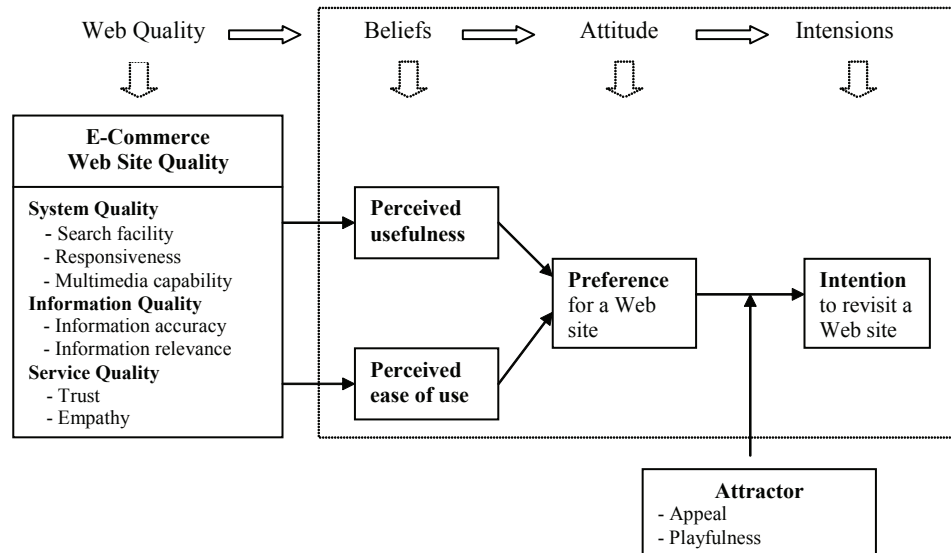 Web Quality
Beliefs
Attitude
Intensions
E-Commerce
Web Site Quality
System Quality
- Search facility
- Responsiveness
- Multimedia capability
Information Quality
- Information accuracy
- Information relevance
Service Quality
- Trust
- Empathy
Perceived
usefulness
Perceived
ease of use
Preference
for a Web
site
Intention
to revisit a
Web site
Attractor
- Appeal
- Playfulness